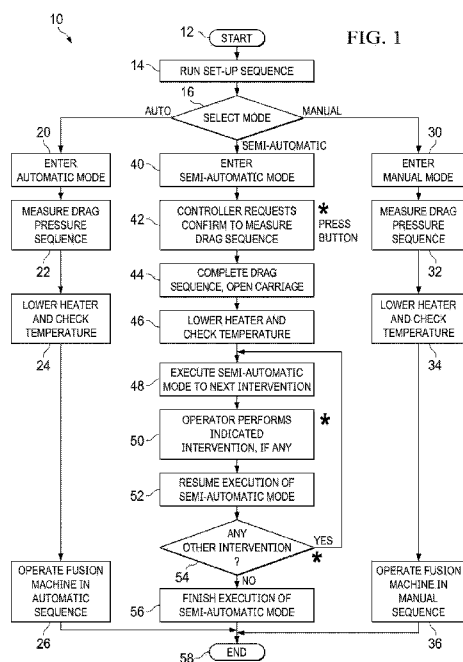 10
12
START
FIG. 1
14
RUN SET-UP SEQUENCE
16
SELECT MODE
AUTO
MANUAL
SEMI-AUTOMATIC
20
ENTER
AUTOMATIC MODE
MEASURE DRAG
PRESSURE
SEQUENCE
22
LOWER HEATER
AND CHECK
TEMPERATURE
24
OPERATE FUSION
MACHINE IN
AUTOMATIC
SEQUENCE
26
40
ENTER
SEMI-AUTOMATIC MODE
42
CONTROLLER REQUESTS
CONFIRM TO MEASURE
DRAG SEQUENCE
*
PRESS
BUTTON
44
COMPLETE DRAG
SEQUENCE, OPEN CARRIAGE
46
LOWER HEATER AND
CHECK TEMPERATURE
48
EXECUTE SEMI-AUTOMATIC
MODE TO NEXT INTERVENTION
50
OPERATOR PERFORMS
INDICATED
INTERVENTION, IF ANY
*
52
RESUME EXECUTION OF
SEMI-AUTOMATIC MODE
54
ANY
OTHER INTERVENTION
?
YES
*
NO
56
FINISH EXECUTION OF
SEMI-AUTOMATIC MODE
58
END
30
ENTER
MANUAL MODE
MEASURE DRAG
PRESSURE
SEQUENCE
32
LOWER HEATER
AND CHECK
TEMPERATURE
34
OPERATE FUSION
MACHINE IN
MANUAL
SEQUENCE
36